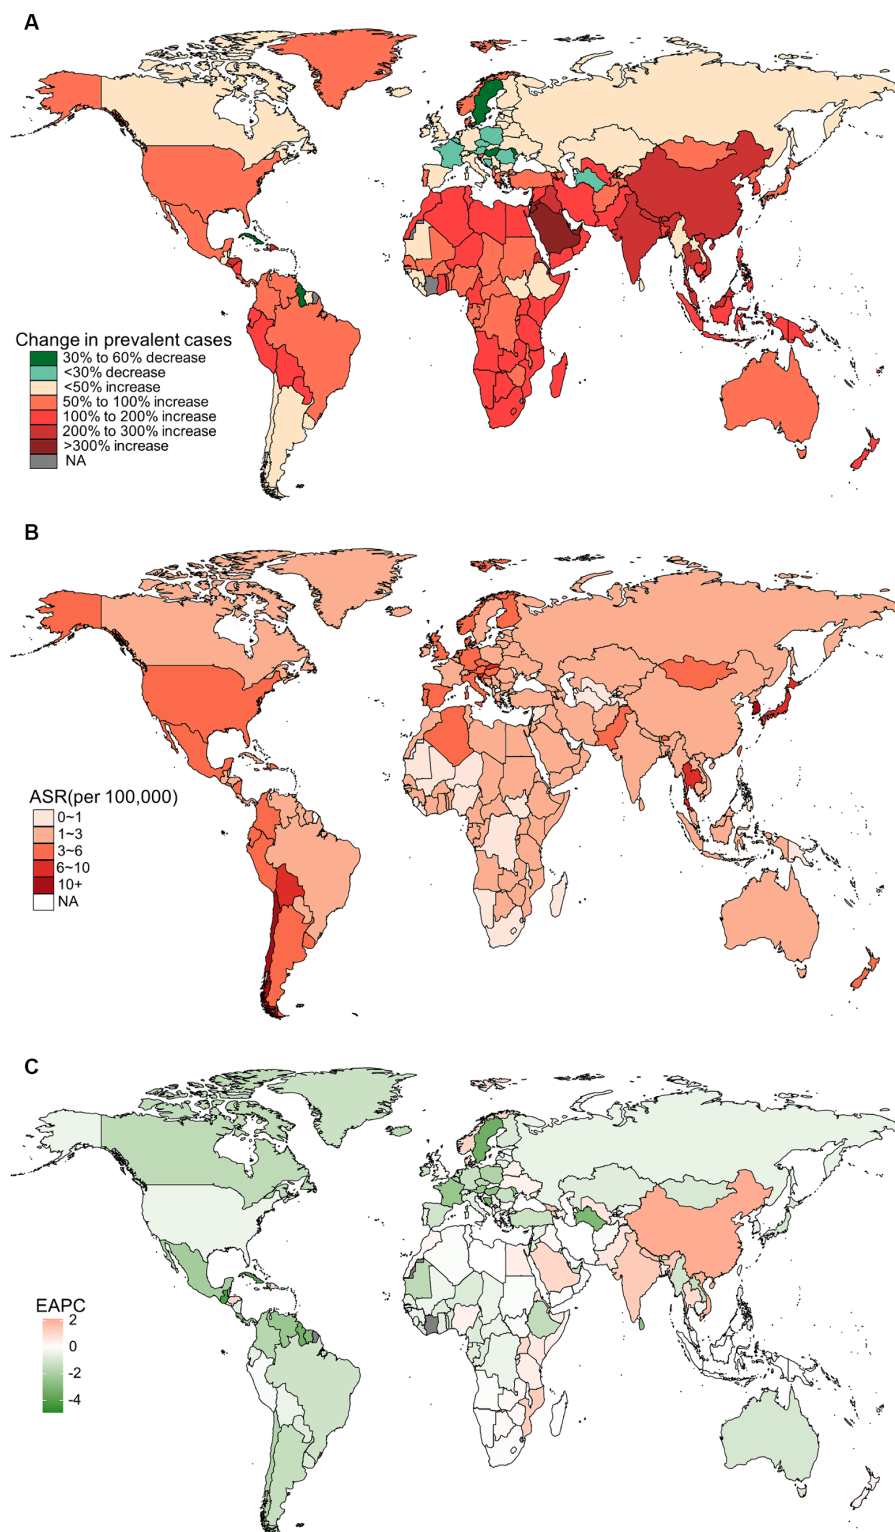 A
Change in prevalent cases
30% to 60% decrease
<30% decrease
<50% increase
50% to 100% increase
100% to 200% increase
200% to 300% increase
>300% increase
NA
B
ASR(per 100,000)
0~1
1~3
3~6
6~10
10+
NA
C
EAPC
2
0
-2
-4